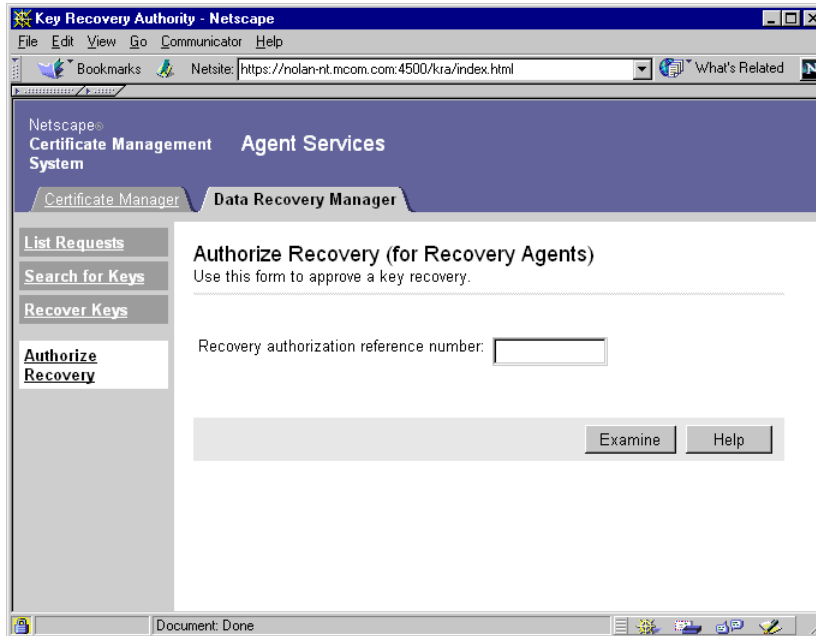 Key Recovery Authority - Netscape
File Edit View Go Communicator Help
Bookmarks Netsite: https://nolan-nt.mcom.com:4500/kra/index.html What's Related N
Netscape®
Certificate Management
System
Agent Services
Certificate Manager
Data Recovery Manager
List Requests
Search for Keys
Recover Keys
Authorize
Recovery
Authorize Recovery (for Recovery Agents)
Use this form to approve a key recovery.
Recovery authorization reference number:
Examine Help
Document: Done